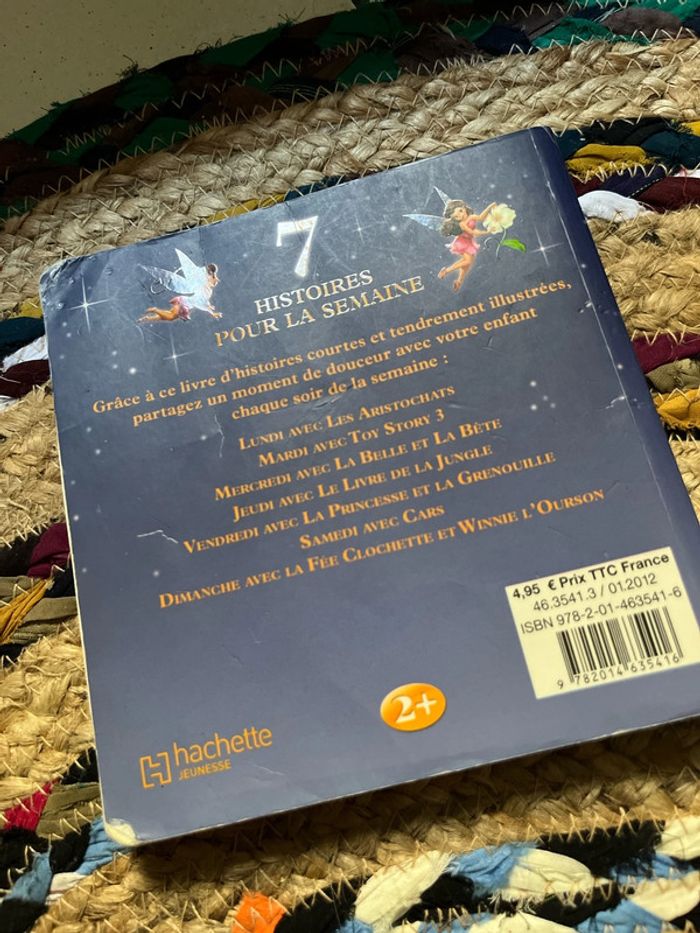 7
HISTOIRES
POUR LA SEMAINE
Grâce à ce livre d'histoires courtes et tendrement illustrées,
partagez un moment de douceur avec votre enfant
chaque soir de la semaine :
LUNDI AVEC LES ARISTOCHATS
MARDI AVEC TOY STORY 3
MERCREDI AVEC LA BELLE ET LA BÊTE
JEUDI AVEC LE LIVRE DE LA JUNGLE
VENDREDI AVEC LA PRINCESSE ET LA GRENOUILLE
SAMEDI AVEC CARS
DIMANCHE AVEC LA FÉE CLOCHETTE ET WINNIE L'OURSON
4,95 € Prix TTC France
46.3541.3 / 01.2012
ISBN 978-2-01-463541-6
9 782014 635416
2+
hachette
JEUNESSE